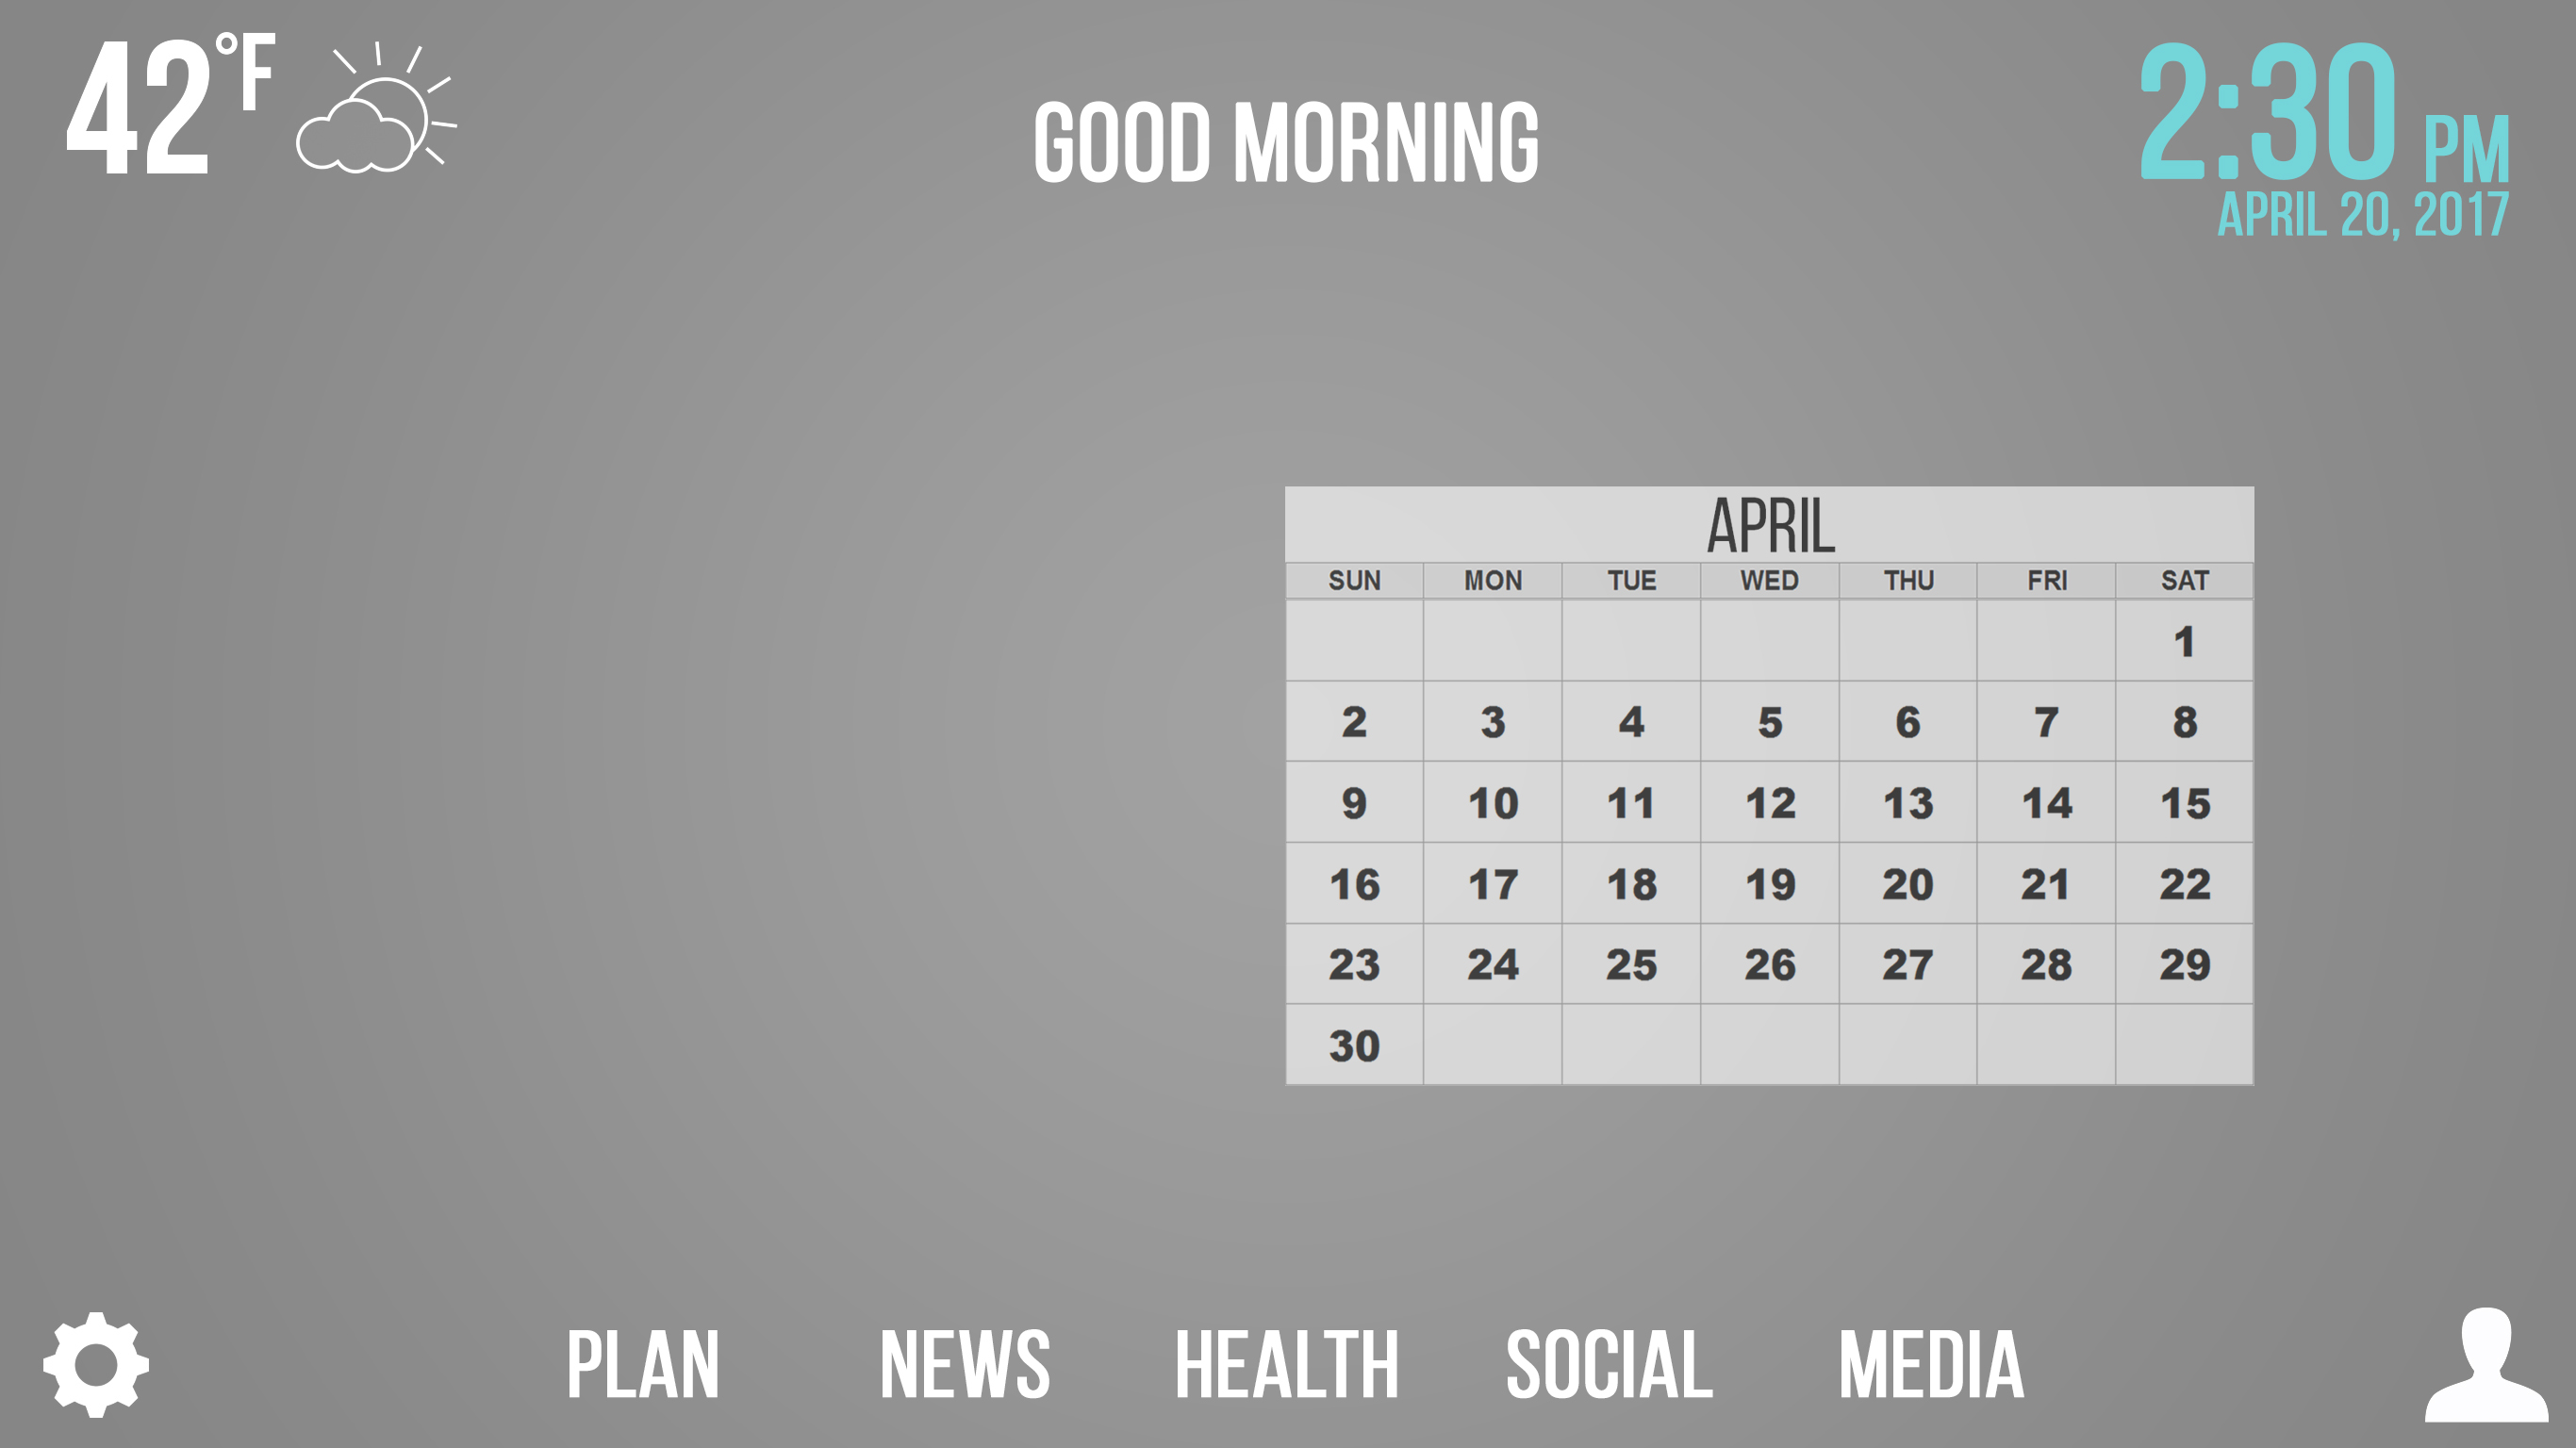 42°F
GOOD MORNING
2:30 PM
APRIL 20, 2017
APRIL
SUN MON TUE WED THU FRI SAT
1
2 3 4 5 6 7 8
9 10 11 12 13 14 15
16 17 18 19 20 21 22
23 24 25 26 27 28 29
30
PLAN NEWS HEALTH SOCIAL MEDIA